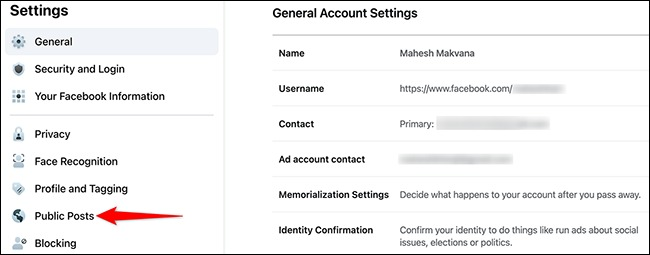 Settings
General
Security and Login
Your Facebook Information
Privacy
Face Recognition
Profile and Tagging
Public Posts
Blocking
General Account Settings
Name Mahesh Makvana
Username https://www.facebook.com/
Contact Primary:
Ad account contact
Memorialization Settings Decide what happens to your account after you pass away.
Identity Confirmation Confirm your identity to do things like run ads about social
issues, elections or politics.